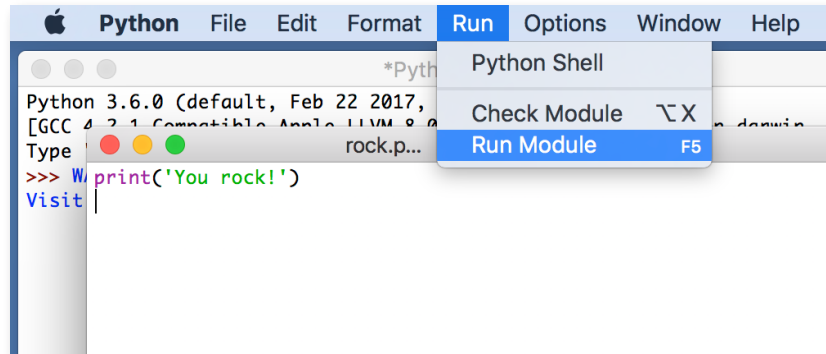 Python File Edit Format Run Options Window Help
*Pyth
Python Shell
Python 3.6.0 (default, Feb 22 2017,
Check Module ⌥X
[GCC 4.2.1 Compatible Apple LLVM 8.0
darwin
Type
rock.p...
Run Module F5
>>> WA
print('You rock!')
Visit